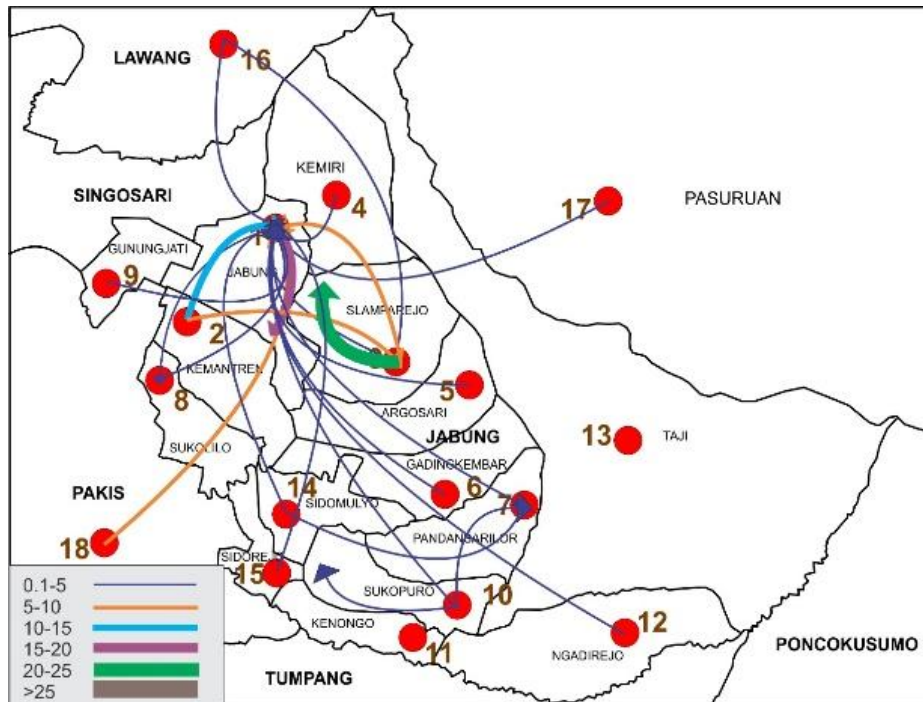 LAWANG
16
KEMIRI
4
SINGOSARI
17
PASURUAN
GUNUNGJATI
1
JABUNG
9
SLAMPAREJO
2
KEMANTREN
8
5
ARGOSARI
JABUNG
13
TAJI
SUKOLILO
GADINGKEMBAR
6
14
SIDOMULYO
7
PAKIS
PANDANSARILOR
18
SIDOREJ
15
SUKOPURO
10
KENONGO
11
12
NGADIREJO
PONCOKUSUMO
TUMPANG
0.1-5
5-10
10-15
15-20
20-25
>25